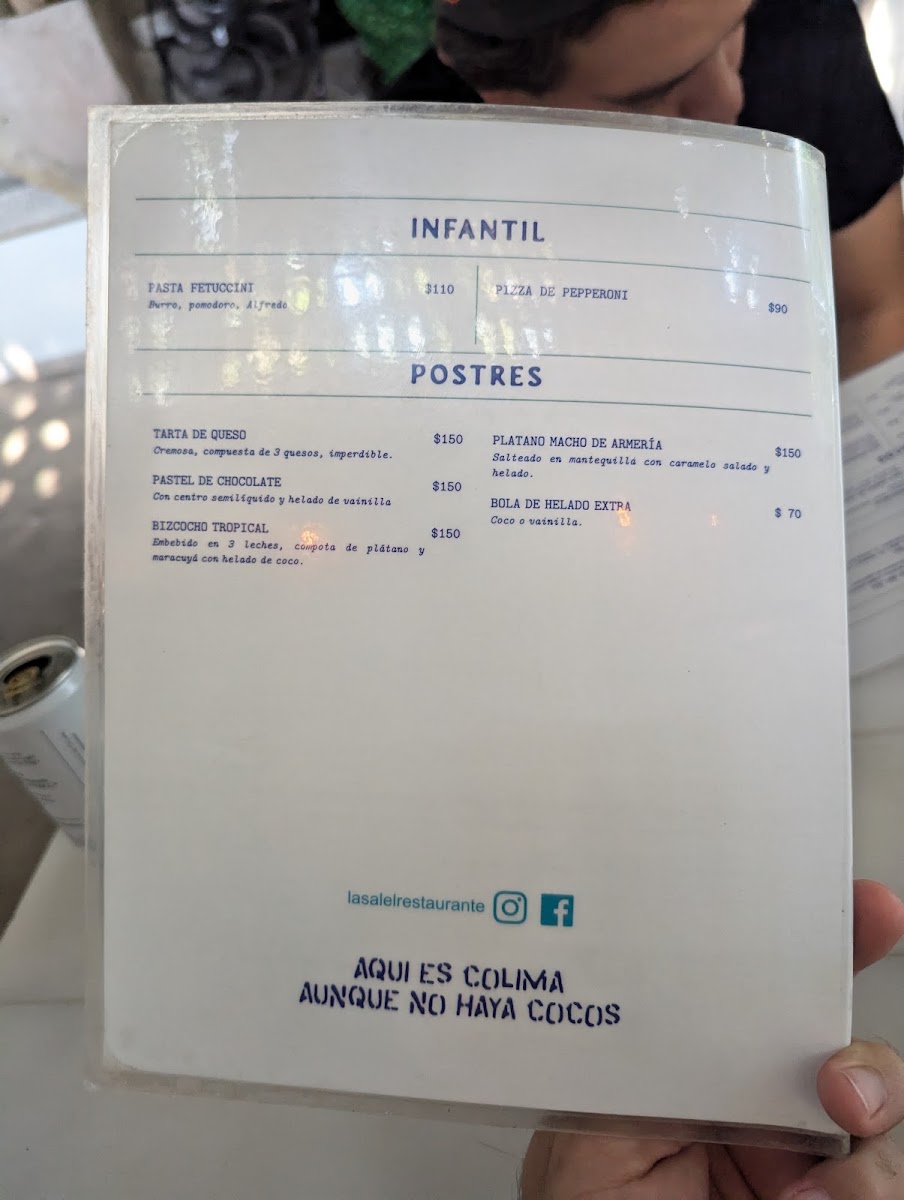 INFANTIL
PASTA FETUCCINI $110
Burro, pomodoro, Alfredo
PIZZA DE PEPPERONI
$90
POSTRES
TARTA DE QUESO $150
Cremosa, compuesta de 3 quesos, imperdible.
PASTEL DE CHOCOLATE $150
Con centro semilíquido y helado de vainilla
BIZCOCHO TROPICAL $150
Embebido en 3 leches, compota de plátano y
maracuyá con helado de coco.
PLATANO MACHO DE ARMERÍA $150
Salteado en mantequilla con caramelo salado y
helado.
BOLA DE HELADO EXTRA $ 70
Coco o vainilla.
lasalelrestaurante
AQUI ES COLIMA
AUNQUE NO HAYA COCOS